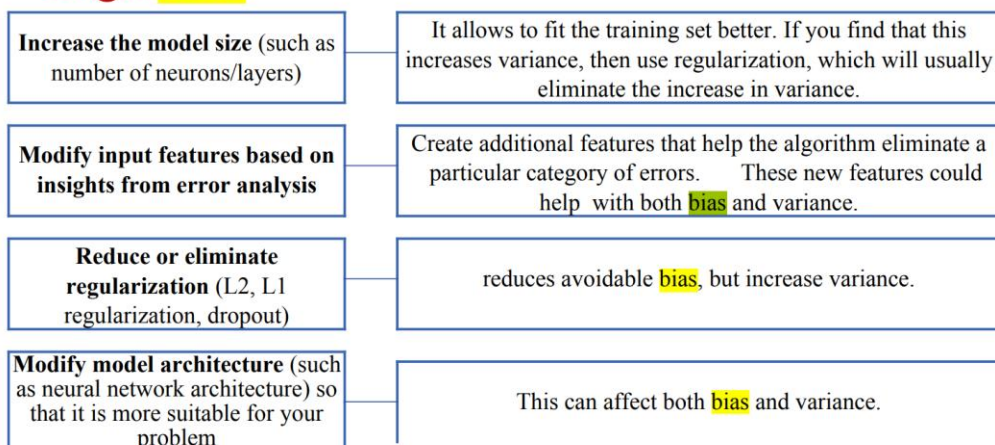 Increase the model size (such as
number of neurons/layers)
It allows to fit the training set better. If you find that this
increases variance, then use regularization, which will usually
eliminate the increase in variance.
Modify input features based on
insights from error analysis
Create additional features that help the algorithm eliminate a
particular category of errors. These new features could
help with both bias and variance.
Reduce or eliminate
regularization (L2, L1
regularization, dropout)
reduces avoidable bias, but increase variance.
Modify model architecture (such
as neural network architecture) so
that it is more suitable for your
problem
This can affect both bias and variance.